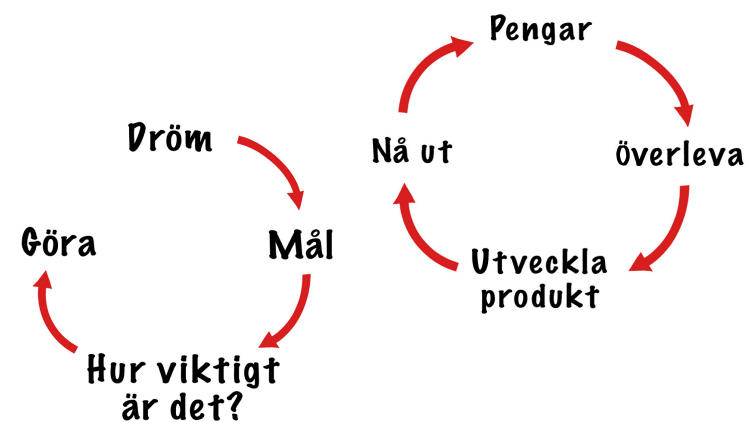 Dröm
Mål
Hur viktigt
är det?
Göra
Pengar
Överleva
Utveckla
produkt
Nå ut